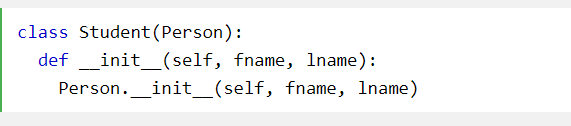 class Student(Person):
  def __init__(self, fname, lname):
    Person.__init__(self, fname, lname)